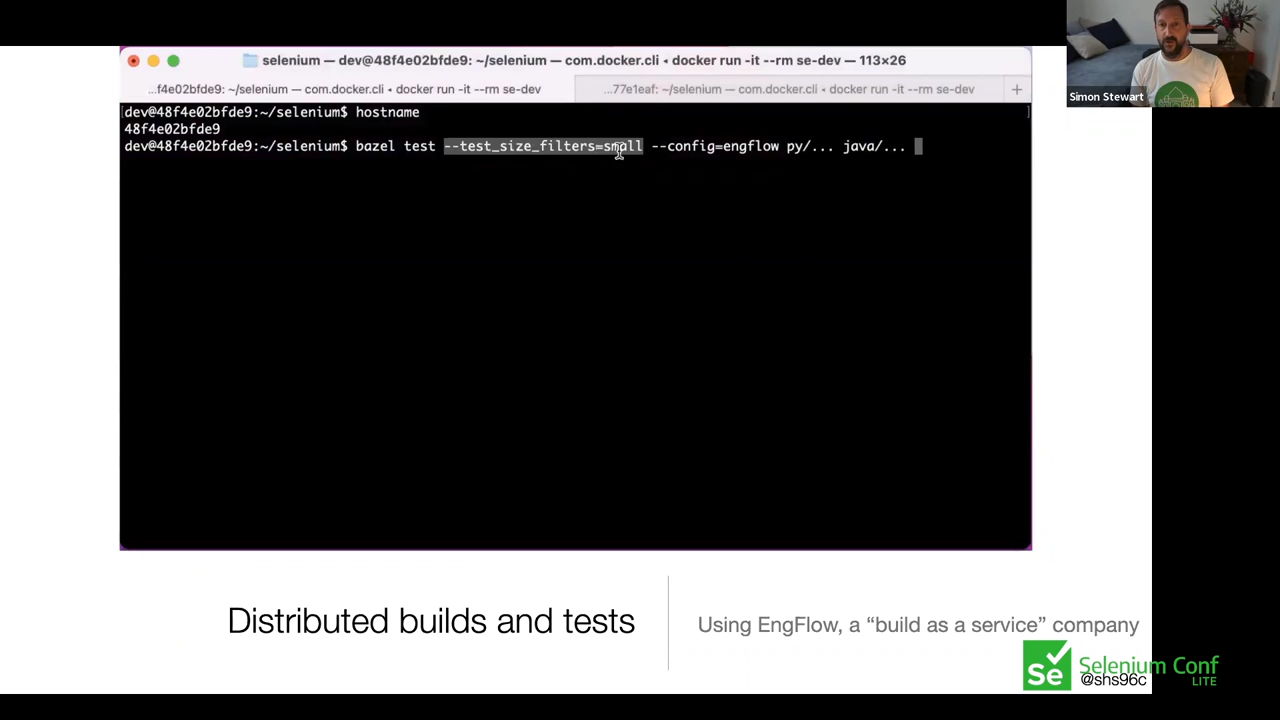 selenium — dev@48f4e02bfde9: ~/selenium — com.docker.cli ◂ docker run -it --rm se-dev — 113×26
...f4e02bfde9: ~/selenium — com.docker.cli ◂ docker run -it --rm se-dev
...77e1eaf: ~/selenium — com.docker.cli ◂ docker run -it --rm se-dev
+
Simon Stewart
[dev@48f4e02bfde9:~/selenium$ hostname ]
48f4e02bfde9
dev@48f4e02bfde9:~/selenium$ bazel test --test_size_filters=small --config=engflow py/... java/...
Distributed builds and tests
Using EngFlow, a “build as a service” company
Se
Selenium Conf
LITE
@shs96c